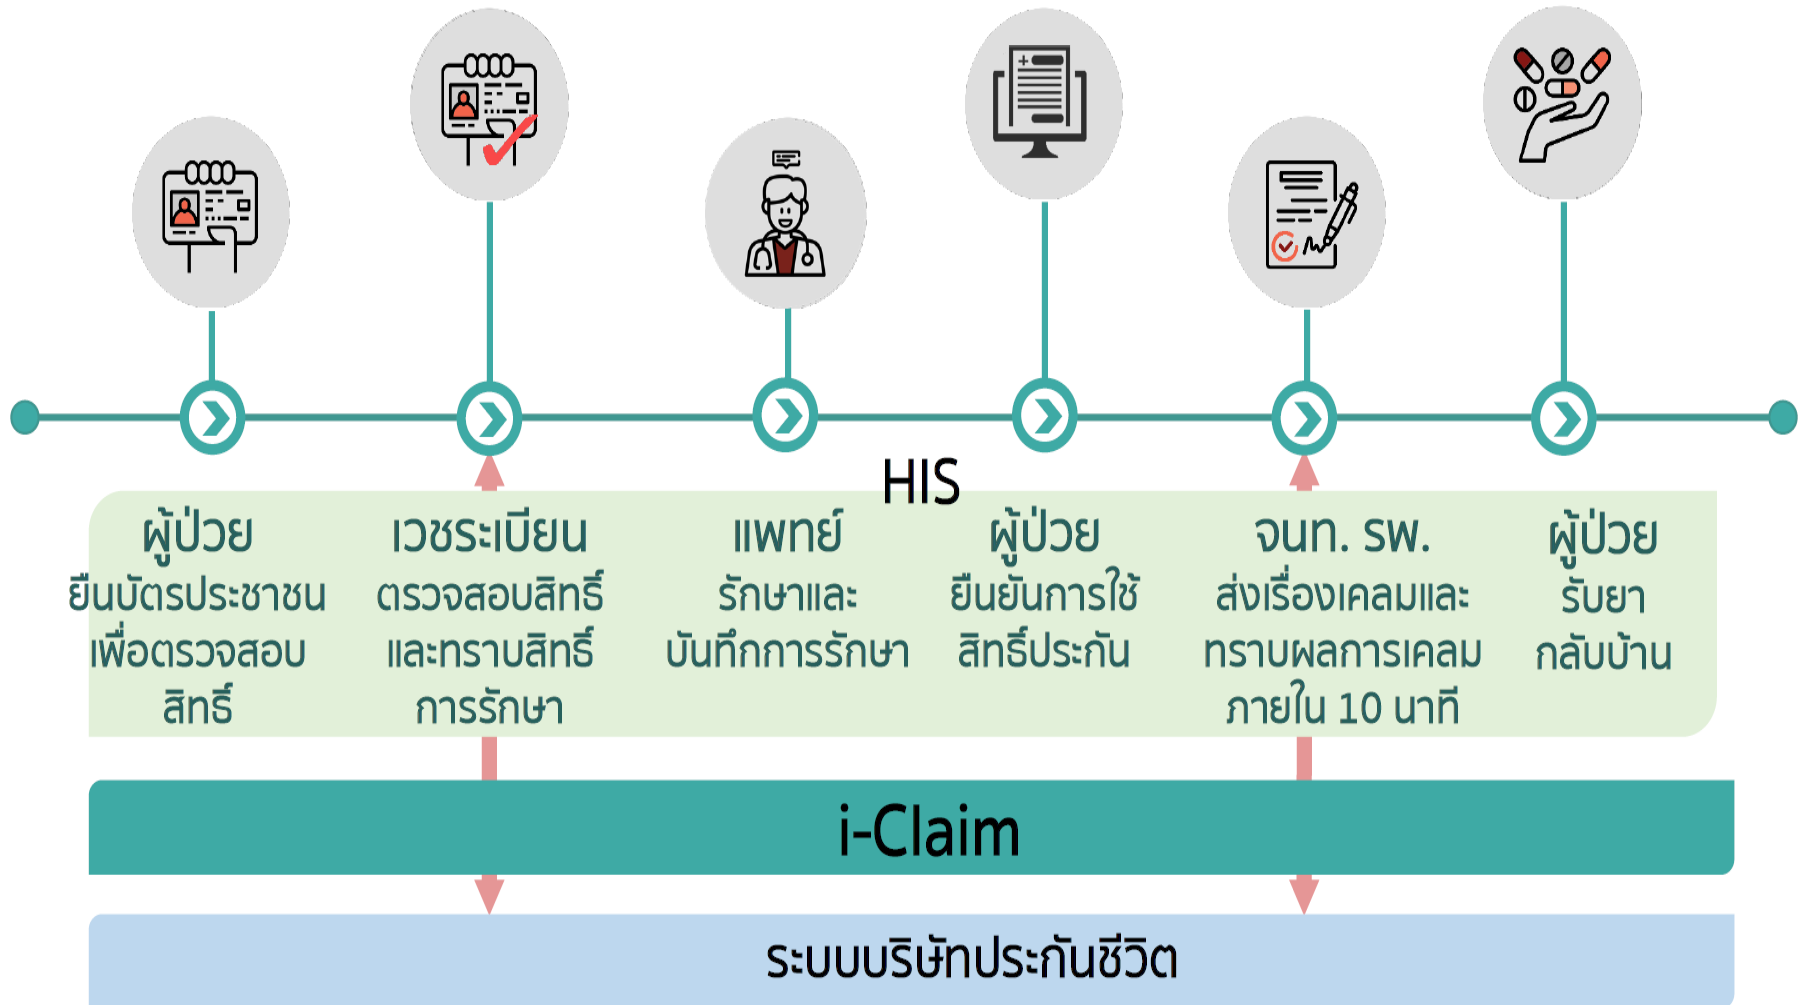 HIS
ผู้ป่วย
ยืนบัตรประชาชน
เพื่อตรวจสอบ
สิทธิ์
เวชระเบียน
ตรวจสอบสิทธิ์
และทราบสิทธิ์
การรักษา
แพทย์
รักษาและ
บันทึกการรักษา
ผู้ป่วย
ยืนยันการใช้
สิทธิ์ประกัน
จนท. รพ.
ส่งเรื่องเคลมและ
ทราบผลการเคลม
ภายใน 10 นาที
ผู้ป่วย
รับยา
กลับบ้าน
i-Claim
ระบบบริษัทประกันชีวิต